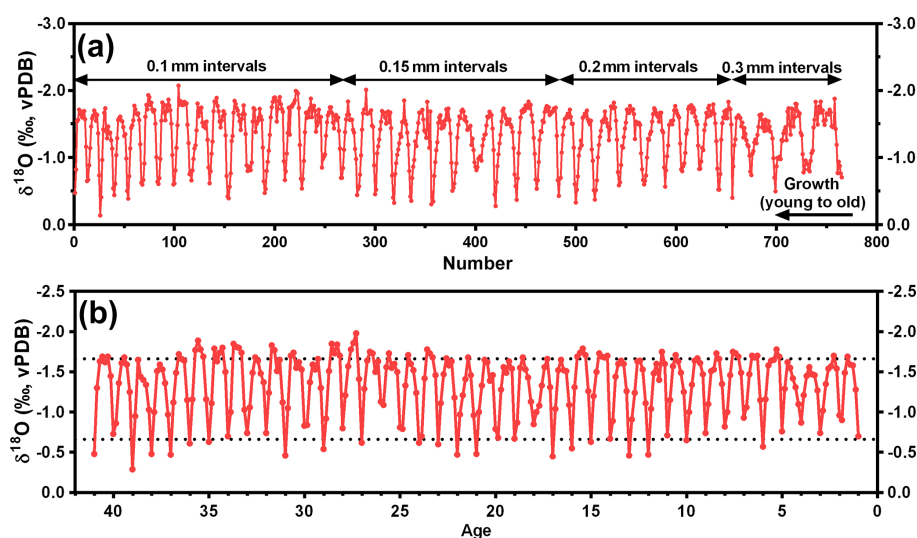 (a)
0.1 mm intervals
0.15 mm intervals
0.2 mm intervals
0.3 mm intervals
Growth
(young to old)
δ18O (‰, vPDB)
-3.0
-2.0
-1.0
0.0
-3.0
-2.0
-1.0
0.0
0 100 200 300 400 500 600 700 800
Number
(b)
δ18O (‰, vPDB)
-2.5
-2.0
-1.5
-1.0
-0.5
0.0
-2.5
-2.0
-1.5
-1.0
-0.5
0.0
40 35 30 25 20 15 10 5 0
Age